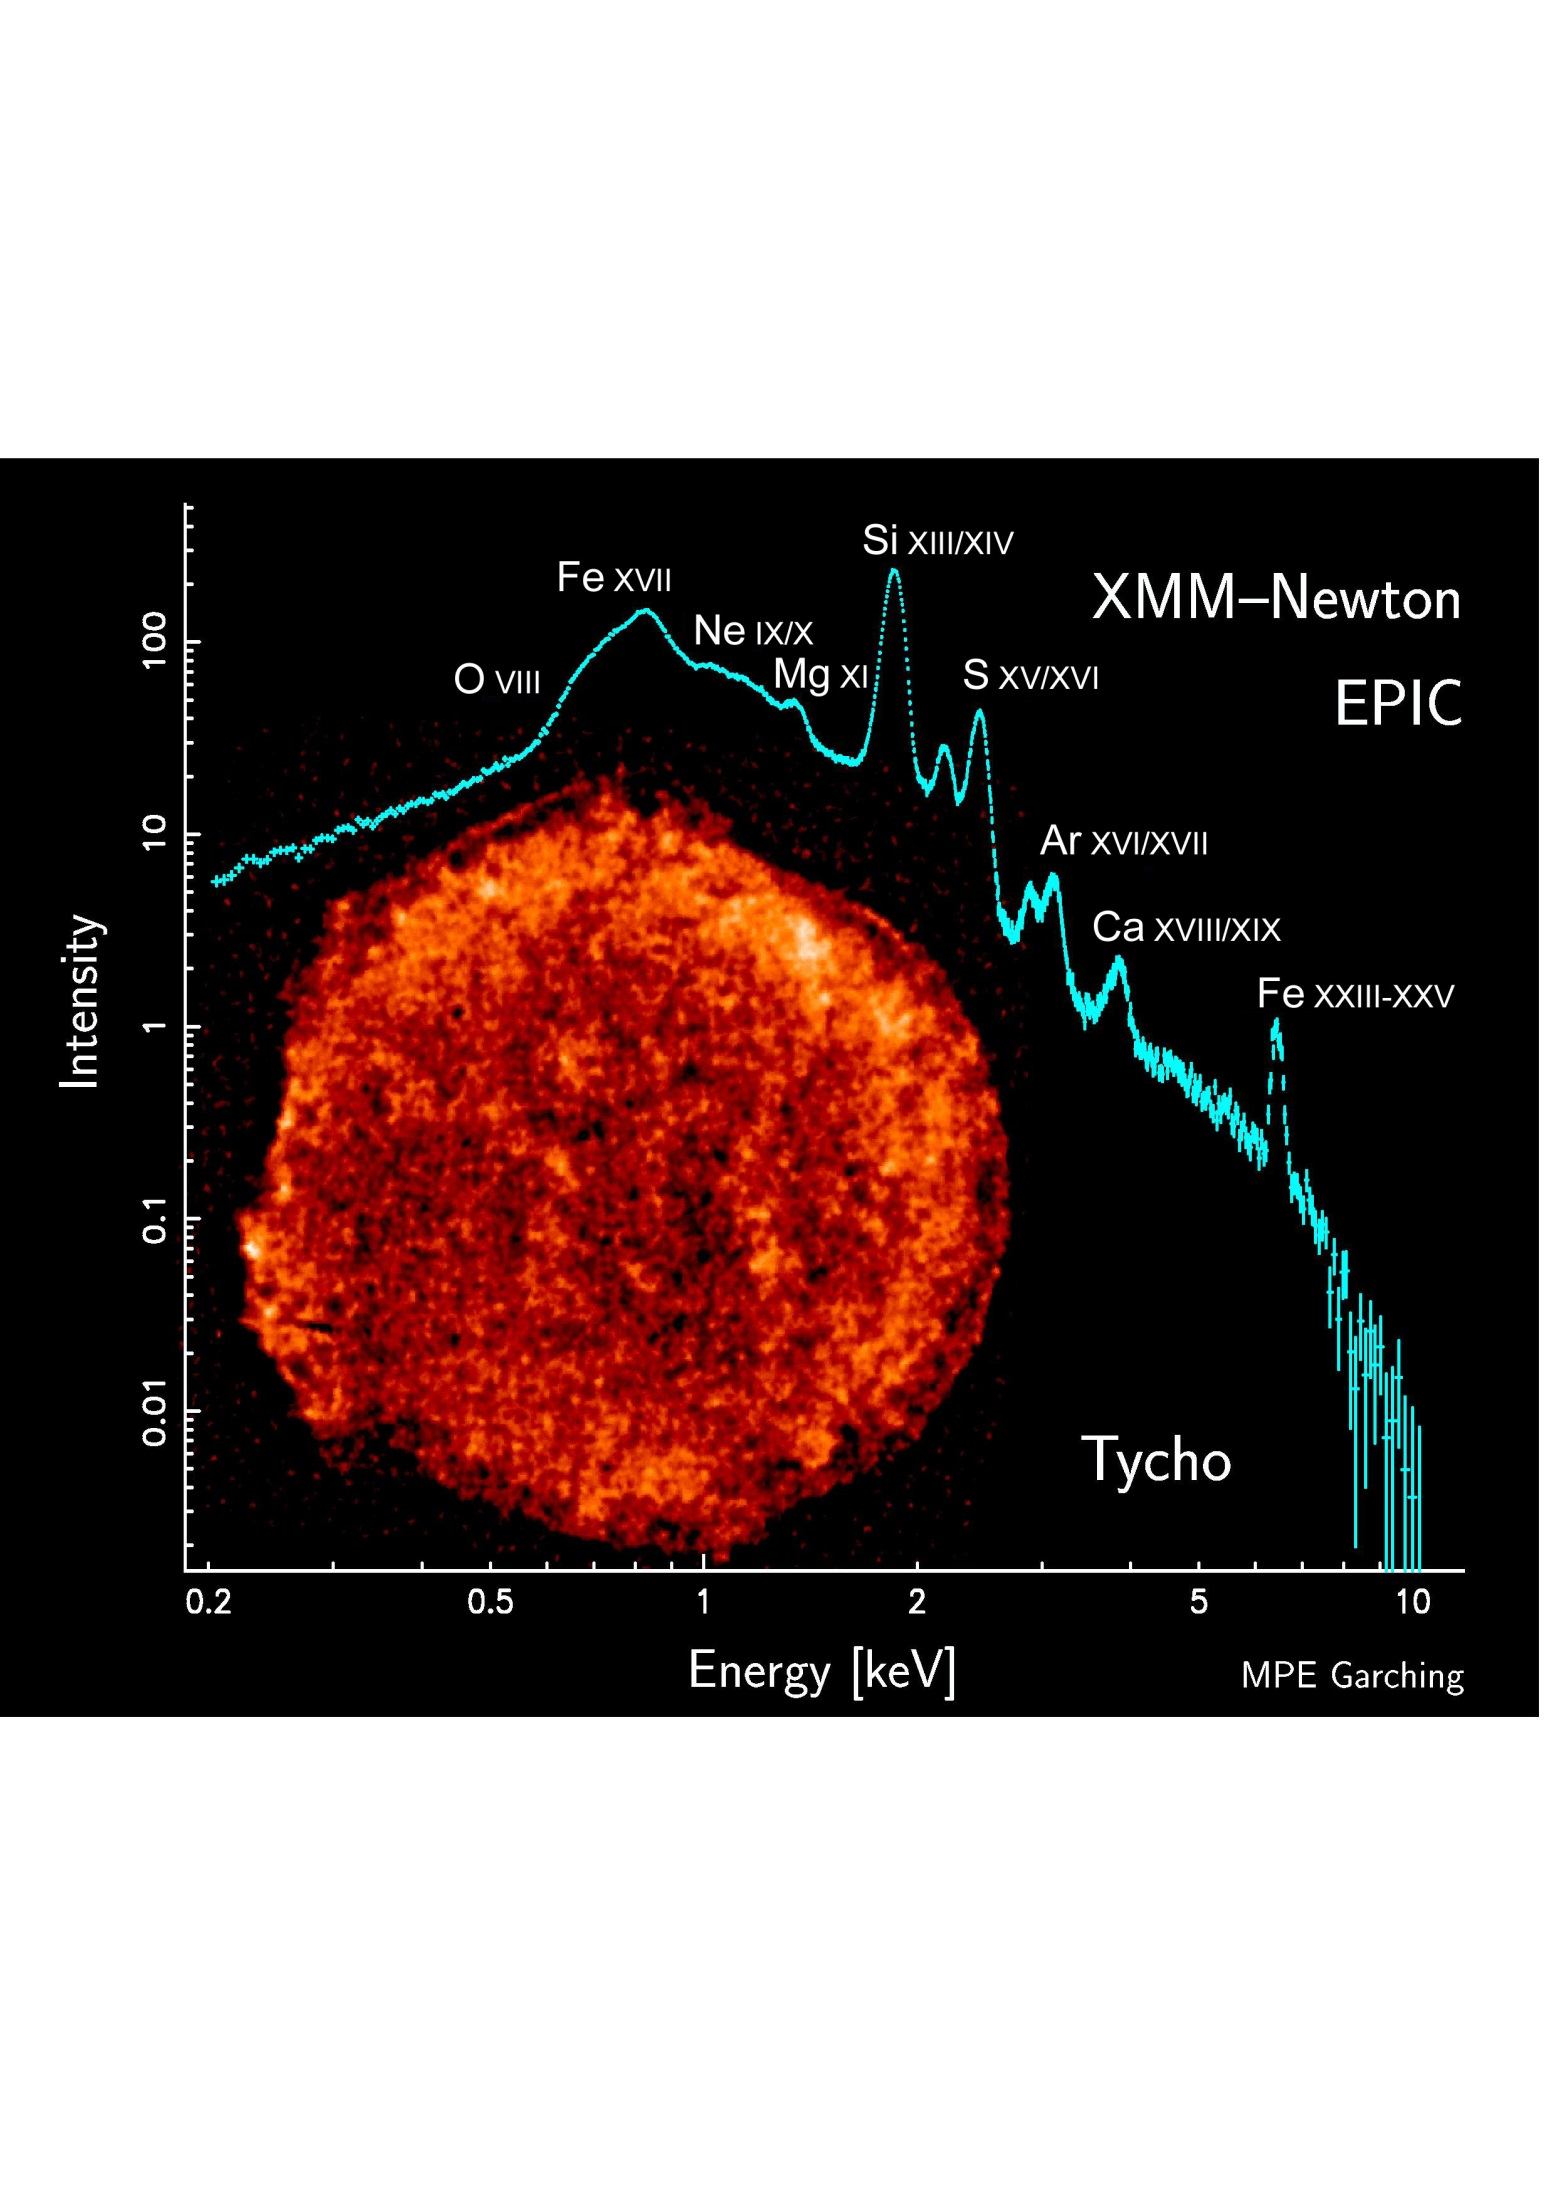 Si XIII/XIV
Fe XVII
XMM–Newton
Ne IX/X
O VIII
Mg XI
S XV/XVI
EPIC
Ar XVI/XVII
Ca XVIII/XIX
Fe XXIII-XXV
Intensity
100
10
1
0.1
0.01
Tycho
0.2 0.5 1 2 5 10
Energy [keV]
MPE Garching